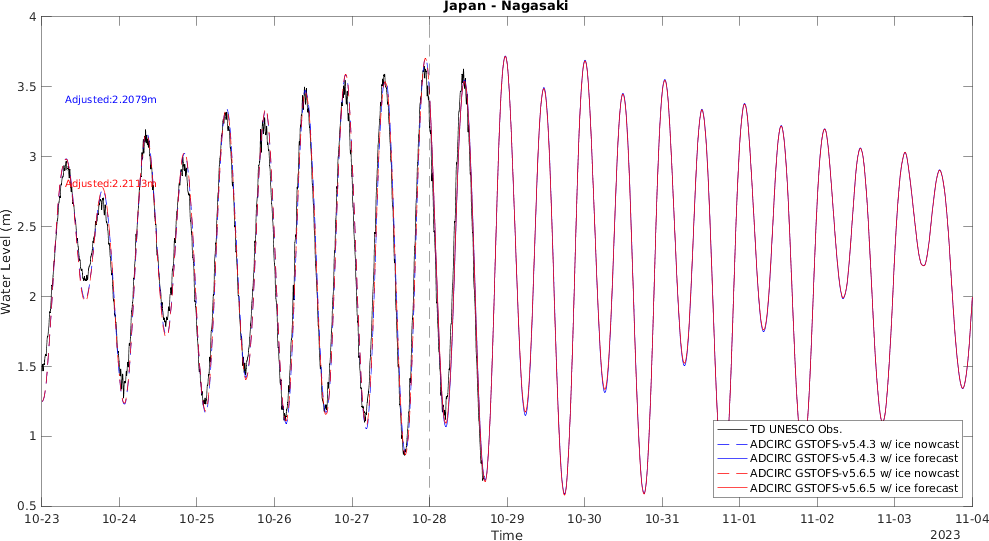 Japan - Nagasaki
4
3.5
3
2.5
2
1.5
1
0.5
Water Level (m)
Adjusted:2.2079m
Adjusted:2.2113m
TD UNESCO Obs.
ADCIRC GSTOFS-v5.4.3 w/ ice nowcast
ADCIRC GSTOFS-v5.4.3 w/ ice forecast
ADCIRC GSTOFS-v5.6.5 w/ ice nowcast
ADCIRC GSTOFS-v5.6.5 w/ ice forecast
10-23 10-24 10-25 10-26 10-27 10-28 10-29 10-30 10-31 11-01 11-02 11-03 11-04
Time
2023